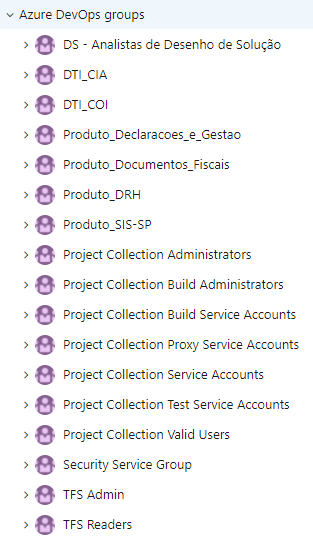 Azure DevOps groups
DS - Analistas de Desenho de Solução
DTI_CIA
DTI_COI
Produto_Declaracoes_e_Gestao
Produto_Documentos_Fiscais
Produto_DRH
Produto_SIS-SP
Project Collection Administrators
Project Collection Build Administrators
Project Collection Build Service Accounts
Project Collection Proxy Service Accounts
Project Collection Service Accounts
Project Collection Test Service Accounts
Project Collection Valid Users
Security Service Group
TFS Admin
TFS Readers